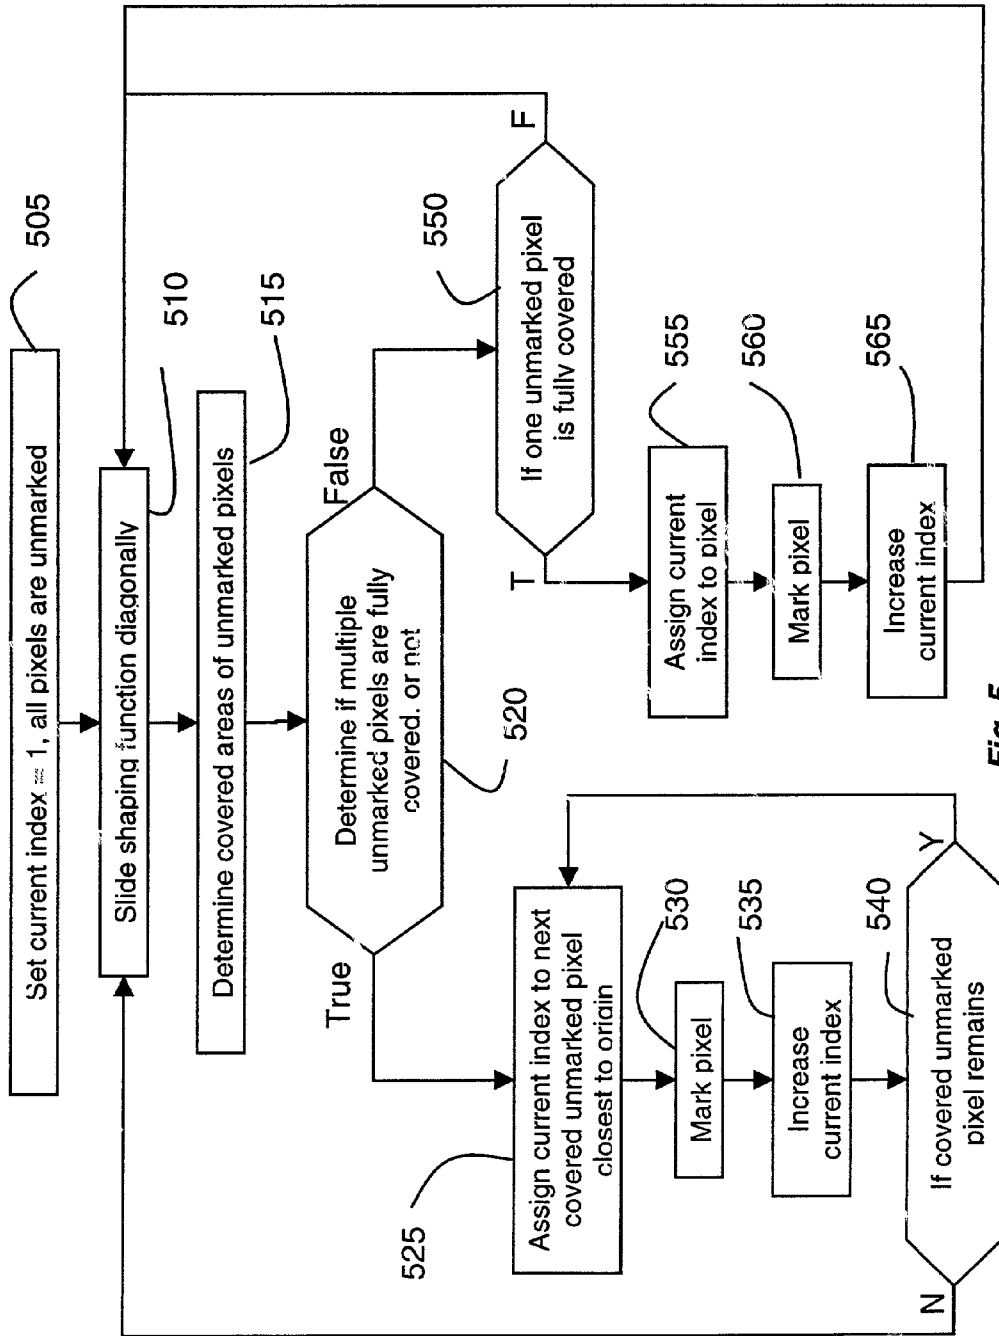 Set current index = 1, all pixels are unmarked
505
Slide shaping function diagonally
510
Determine covered areas of unmarked pixels
515
Determine if multiple
unmarked pixels are fully
covered, or not
520
True
False
525
Assign current index to next
covered unmarked pixel
closest to origin
530
Mark pixel
535
Increase
current index
540
If covered unmarked
pixel remains
N
Y
550
If one unmarked pixel
is fully covered
T
F
555
Assign current
index to pixel
560
Mark pixel
565
Increase
current index
Fig. 5